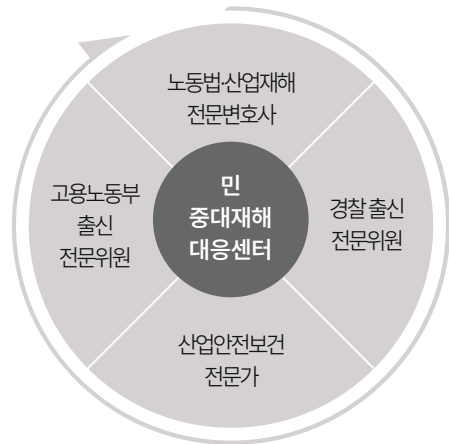 노동법·산업재해
전문변호사
고용노동부
출신
전문위원
민
중대재해
대응센터
경찰 출신
전문위원
산업안전보건
전문가